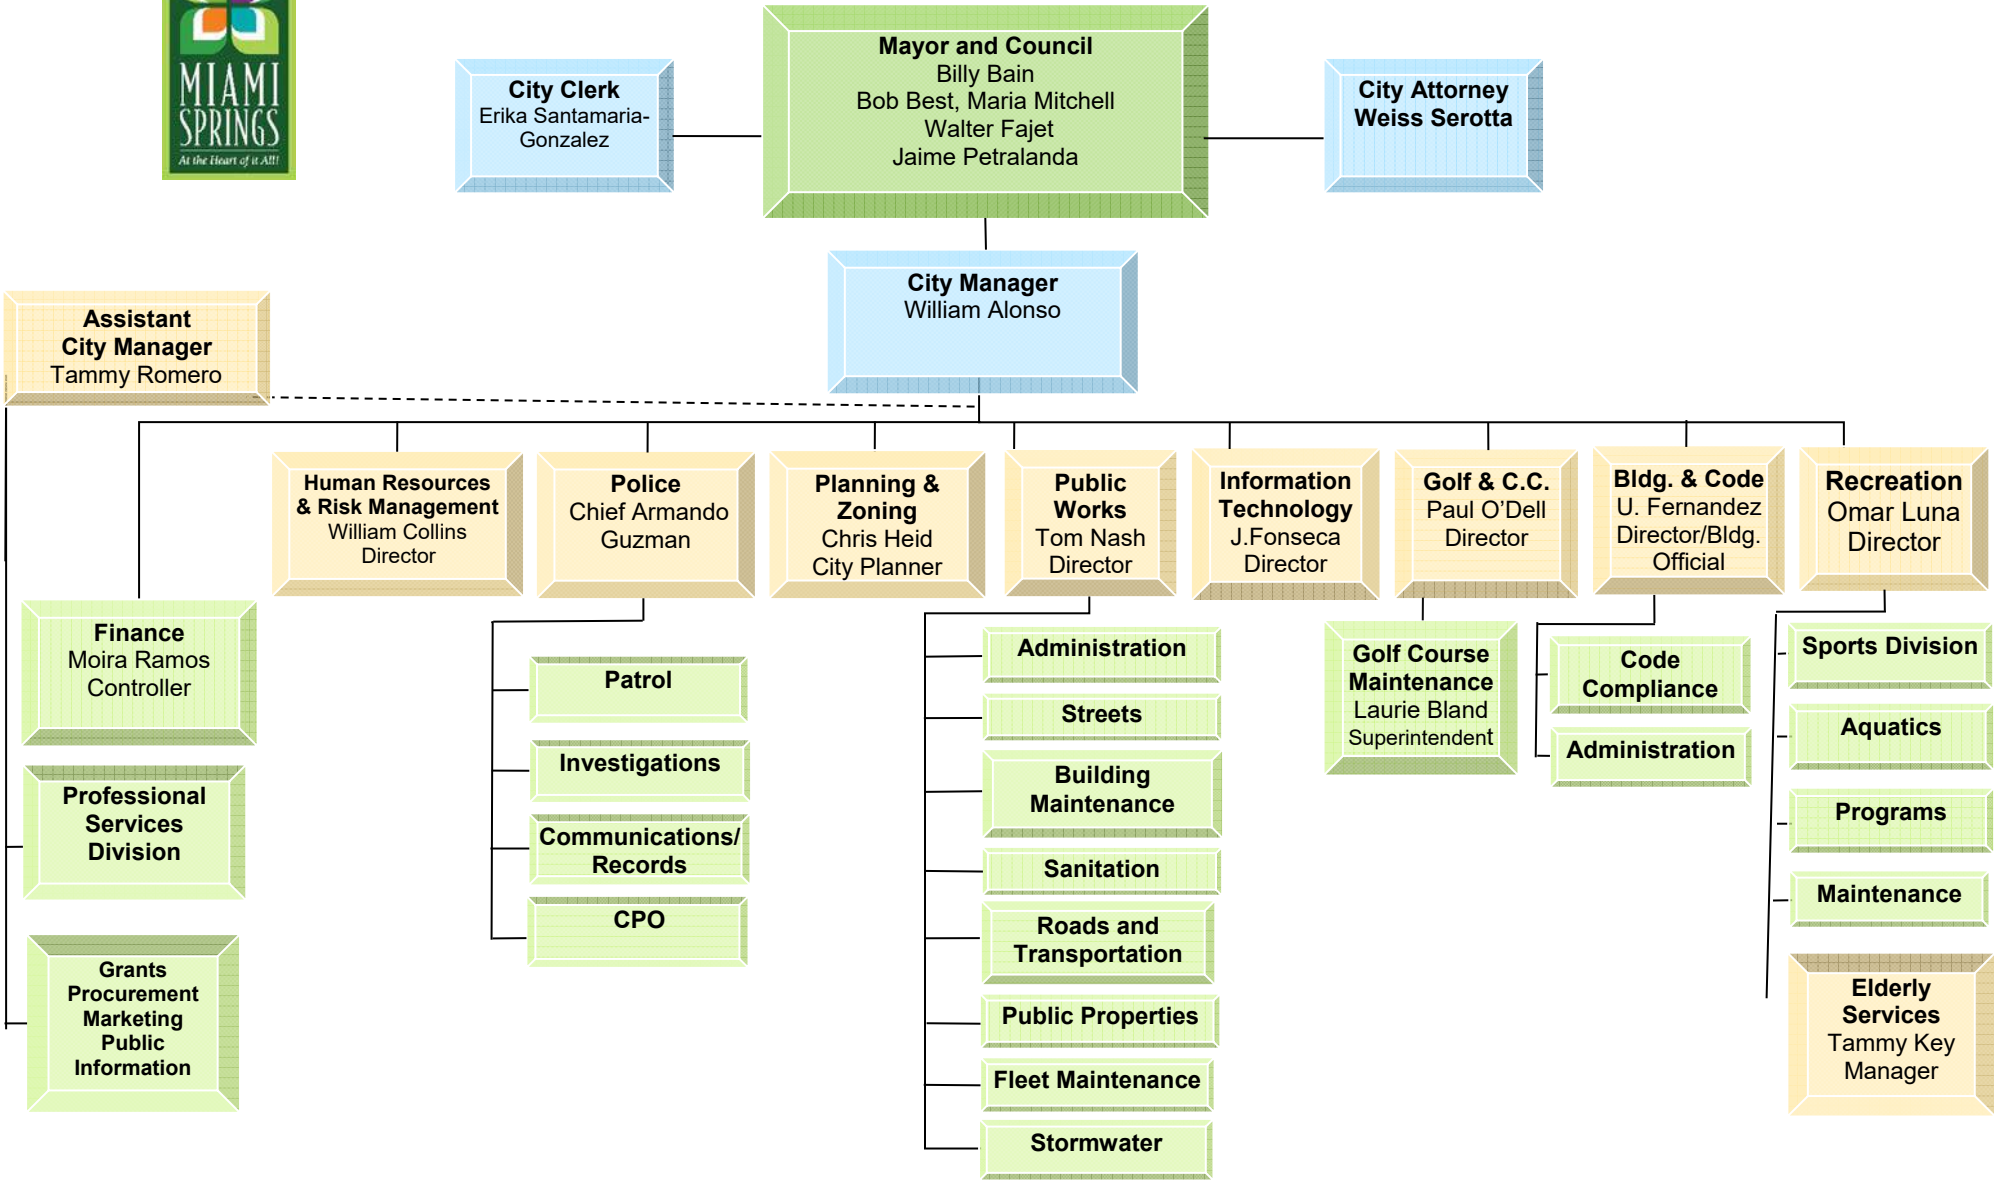 MIAMI
SPRINGS
At the Heart of it All!
City Clerk
Erika Santamaria-
Gonzalez
Mayor and Council
Billy Bain
Bob Best, Maria Mitchell
Walter Fajet
Jaime Petralanda
City Attorney
Weiss Serotta
City Manager
William Alonso
Assistant
City Manager
Tammy Romero
Human Resources
& Risk Management
William Collins
Director
Police
Chief Armando
Guzman
Planning &
Zoning
Chris Heid
City Planner
Public
Works
Tom Nash
Director
Information
Technology
J.Fonseca
Director
Golf & C.C.
Paul O’Dell
Director
Bldg. & Code
U. Fernandez
Director/Bldg.
Official
Recreation
Omar Luna
Director
Finance
Moira Ramos
Controller
Professional
Services
Division
Grants
Procurement
Marketing
Public
Information
Patrol
Investigations
Communications/
Records
CPO
Administration
Streets
Building
Maintenance
Sanitation
Roads and
Transportation
Public Properties
Fleet Maintenance
Stormwater
Golf Course
Maintenance
Laurie Bland
Superintendent
Code
Compliance
Administration
Sports Division
Aquatics
Programs
Maintenance
Elderly
Services
Tammy Key
Manager